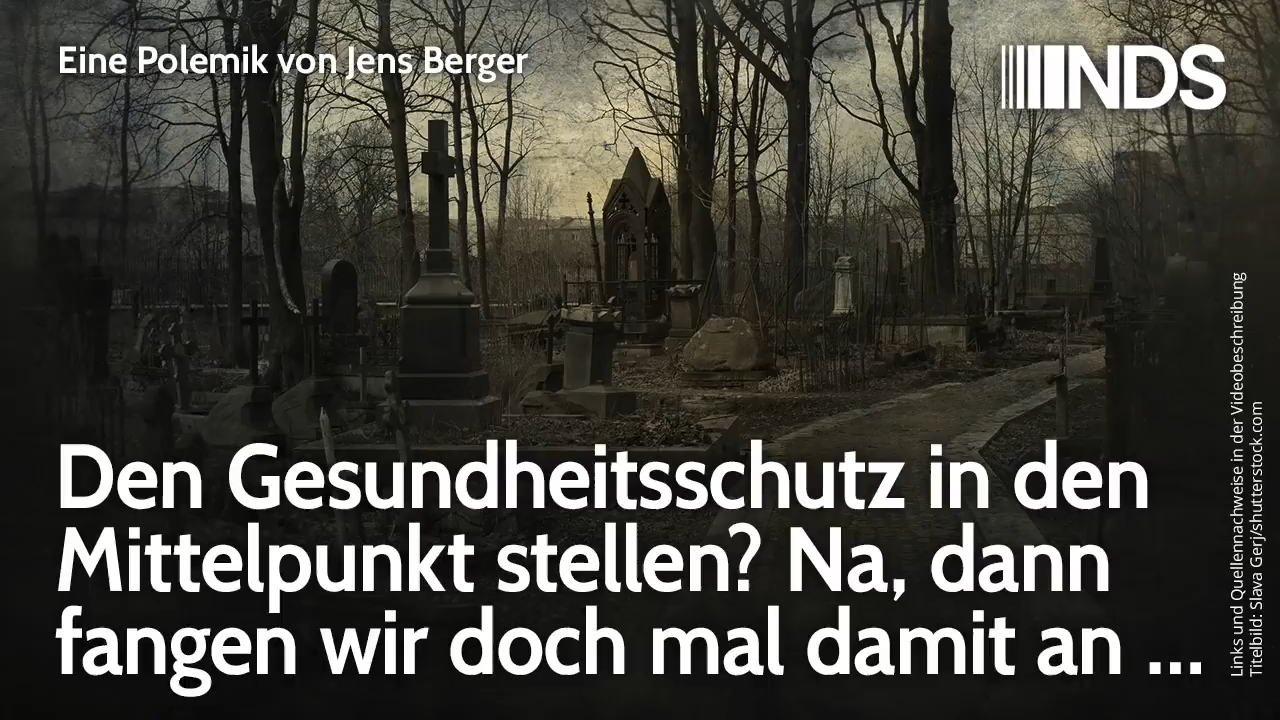 Eine Polemik von Jens Berger
NDS
Den Gesundheitsschutz in den
Mittelpunkt stellen? Na, dann
fangen wir doch mal damit an ...
Links und Quellennachweise in der Videobeschreibung
Titelbild: Slava Gerj/shutterstock.com